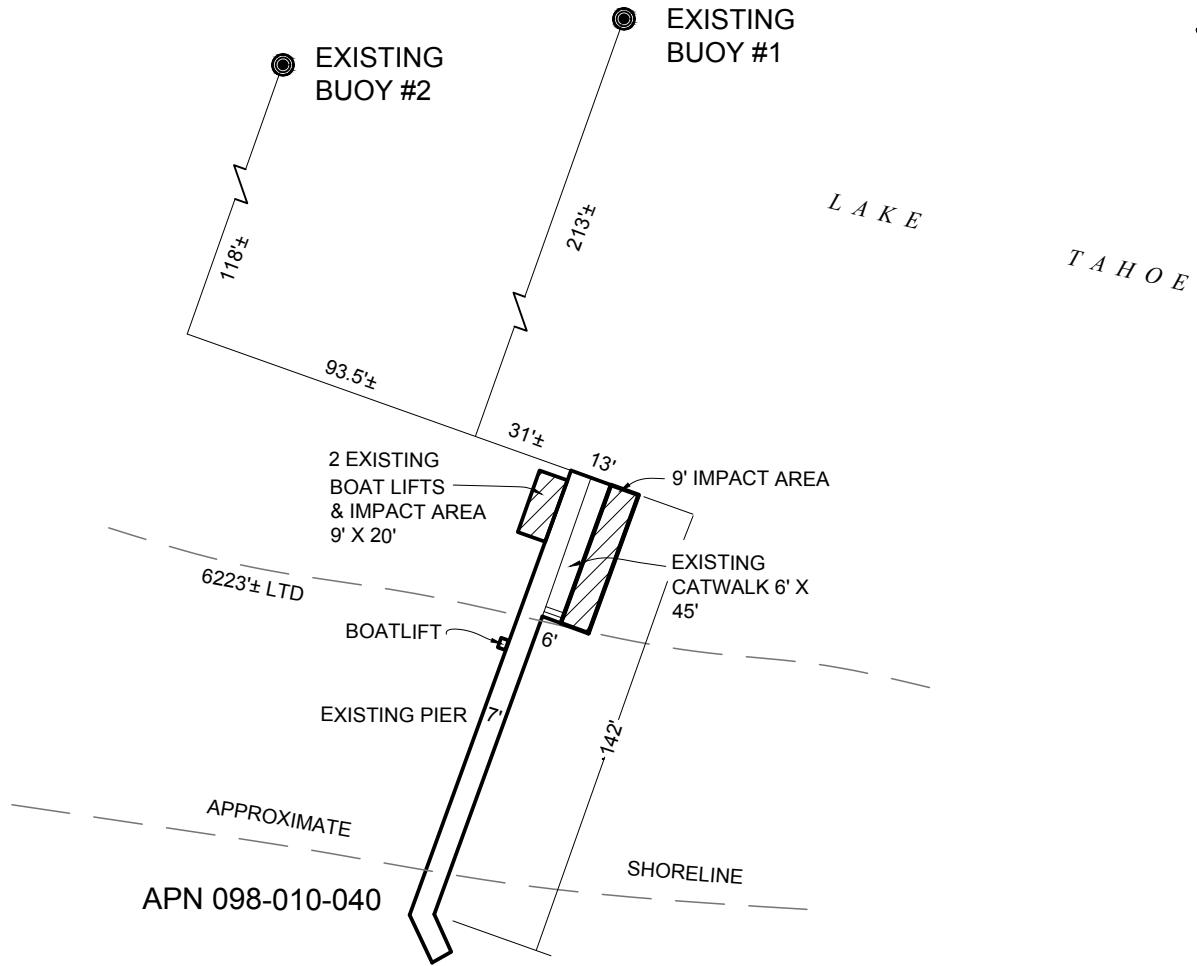 EXISTING
BUOY #1
EXISTING
BUOY #2
LAKE
TAHOE
213'±
118'±
93.5'±
31'±
13'
2 EXISTING
BOAT LIFTS
& IMPACT AREA
9' X 20'
9' IMPACT AREA
EXISTING
CATWALK 6' X
45'
6223'± LTD
BOATLIFT
6'
EXISTING PIER
7'
142'
APPROXIMATE
SHORELINE
APN 098-010-040